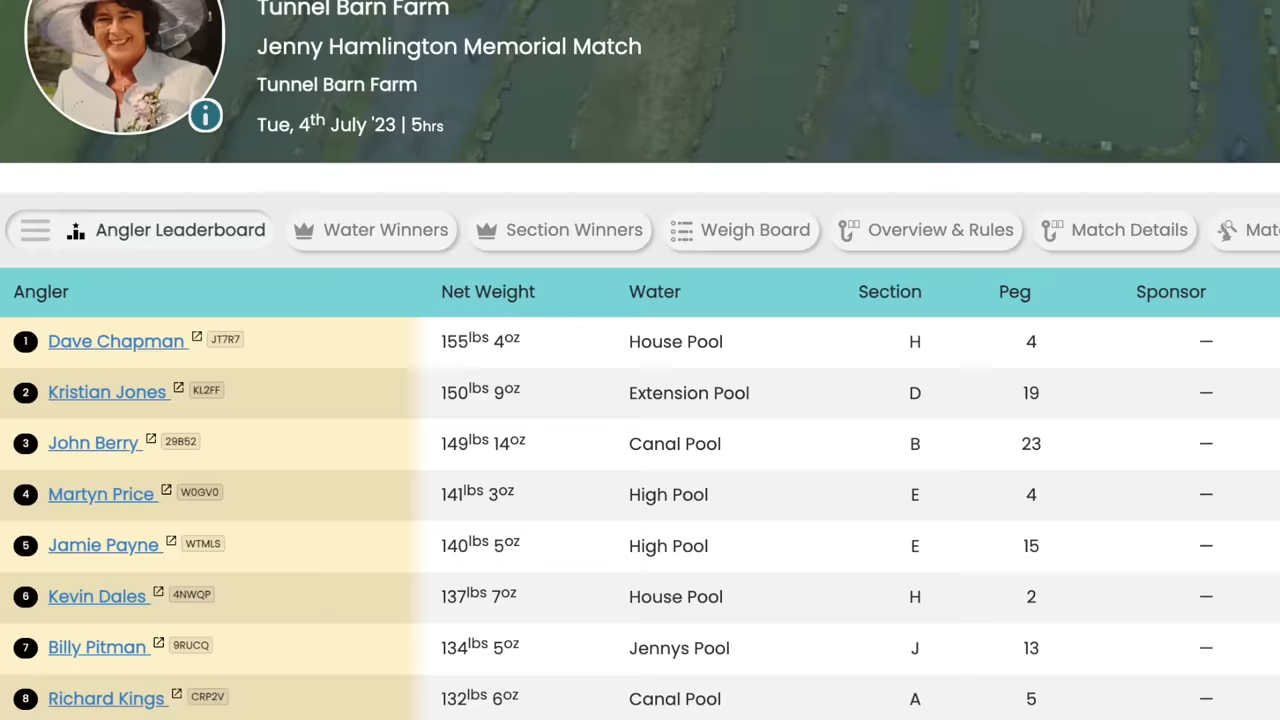 Tunnel Barn Farm
Jenny Hamlington Memorial Match
Tunnel Barn Farm
Tue, 4th July '23 | 5hrs
Angler Leaderboard Water Winners Section Winners Weigh Board Overview & Rules Match Details
Angler Net Weight Water Section Peg Sponsor
1 Dave Chapman JT7R7 155lbs 4oz House Pool H 4 —
2 Kristian Jones KL2FF 150lbs 9oz Extension Pool D 19 —
3 John Berry 29B52 149lbs 14oz Canal Pool B 23 —
4 Martyn Price W0GV0 141lbs 3oz High Pool E 4 —
5 Jamie Payne WTMLS 140lbs 5oz High Pool E 15 —
6 Kevin Dales 4NWQP 137lbs 7oz House Pool H 2 —
7 Billy Pitman 9RUCQ 134lbs 5oz Jennys Pool J 13 —
8 Richard Kings CRP2V 132lbs 6oz Canal Pool A 5 —